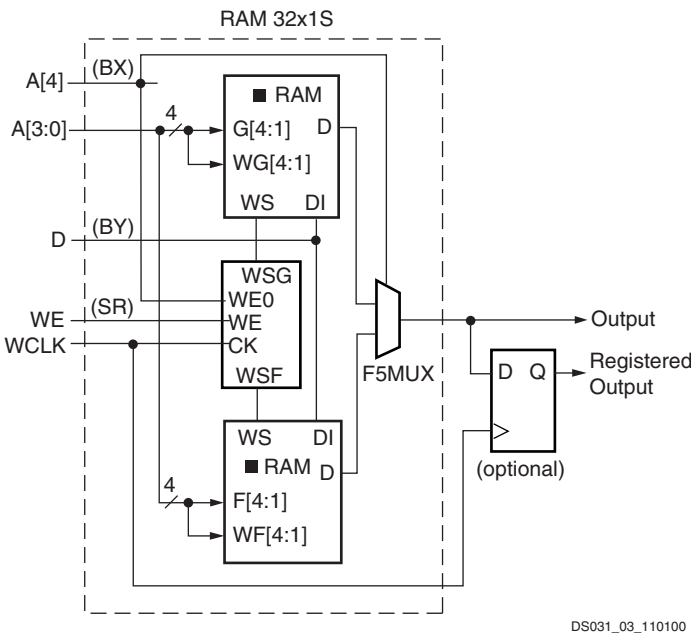 RAM 32x1S
A[4]
(BX)
RAM
A[3:0]
4
G[4:1]
D
WG[4:1]
WS
DI
D
(BY)
WSG
WE0
WE
(SR)
WE
WCLK
CK
WSF
F5MUX
Output
D
Q
Registered
Output
(optional)
WS
DI
RAM
D
4
F[4:1]
WF[4:1]
DS031_03_110100